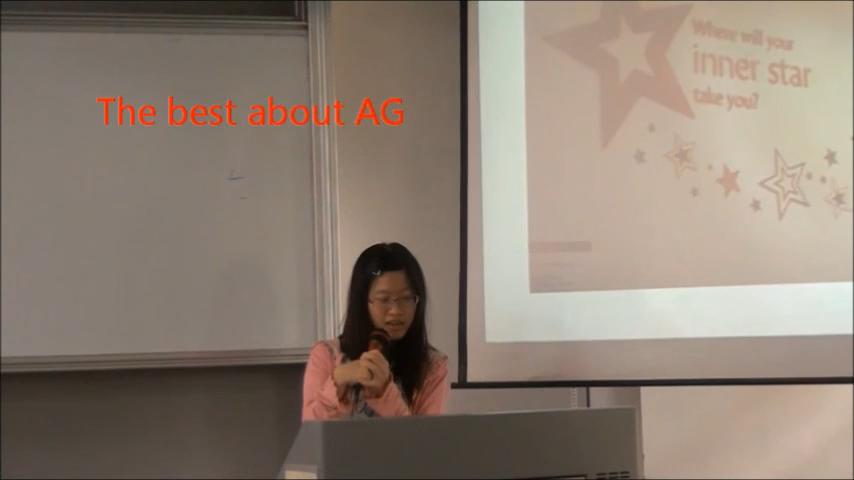 The best about AG
Where will your
inner star
take you?